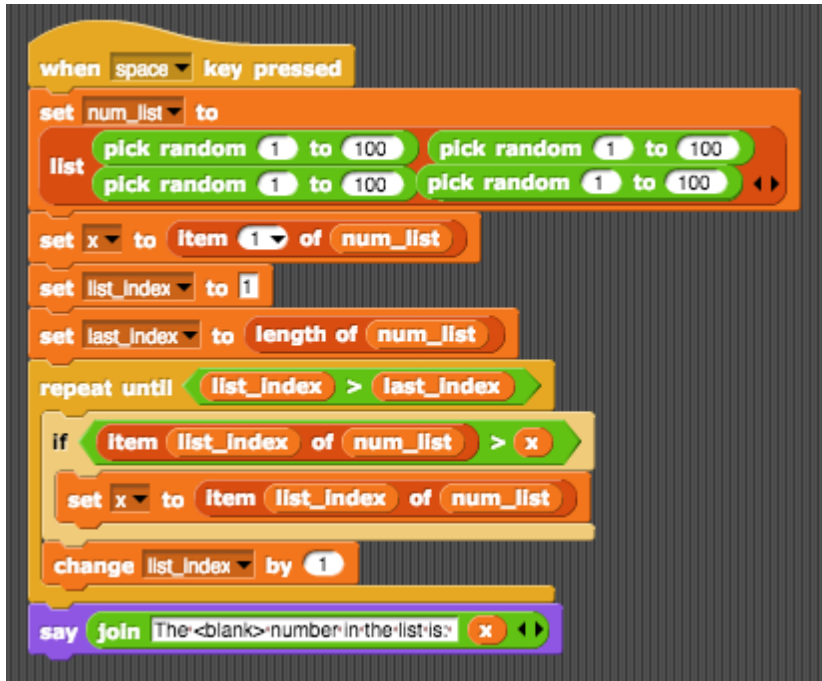 when space key pressed
set num_list to
list pick random 1 to 100 pick random 1 to 100
pick random 1 to 100 pick random 1 to 100
set x to item 1 of num_list
set list_index to 1
set last_index to length of num_list
repeat until list_index > last_index
if item list_index of num_list > x
set x to item list_index of num_list
change list_index by 1
say join The <blank> number in the list is: x